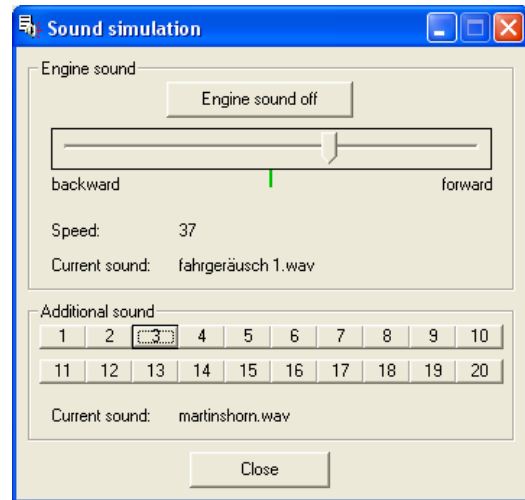 Sound simulation
Engine sound
Engine sound off
backward forward
Speed: 37
Current sound: fahrgeräusch 1.wav
Additional sound
1 2 3 4 5 6 7 8 9 10
11 12 13 14 15 16 17 18 19 20
Current sound: martinshorn.wav
Close